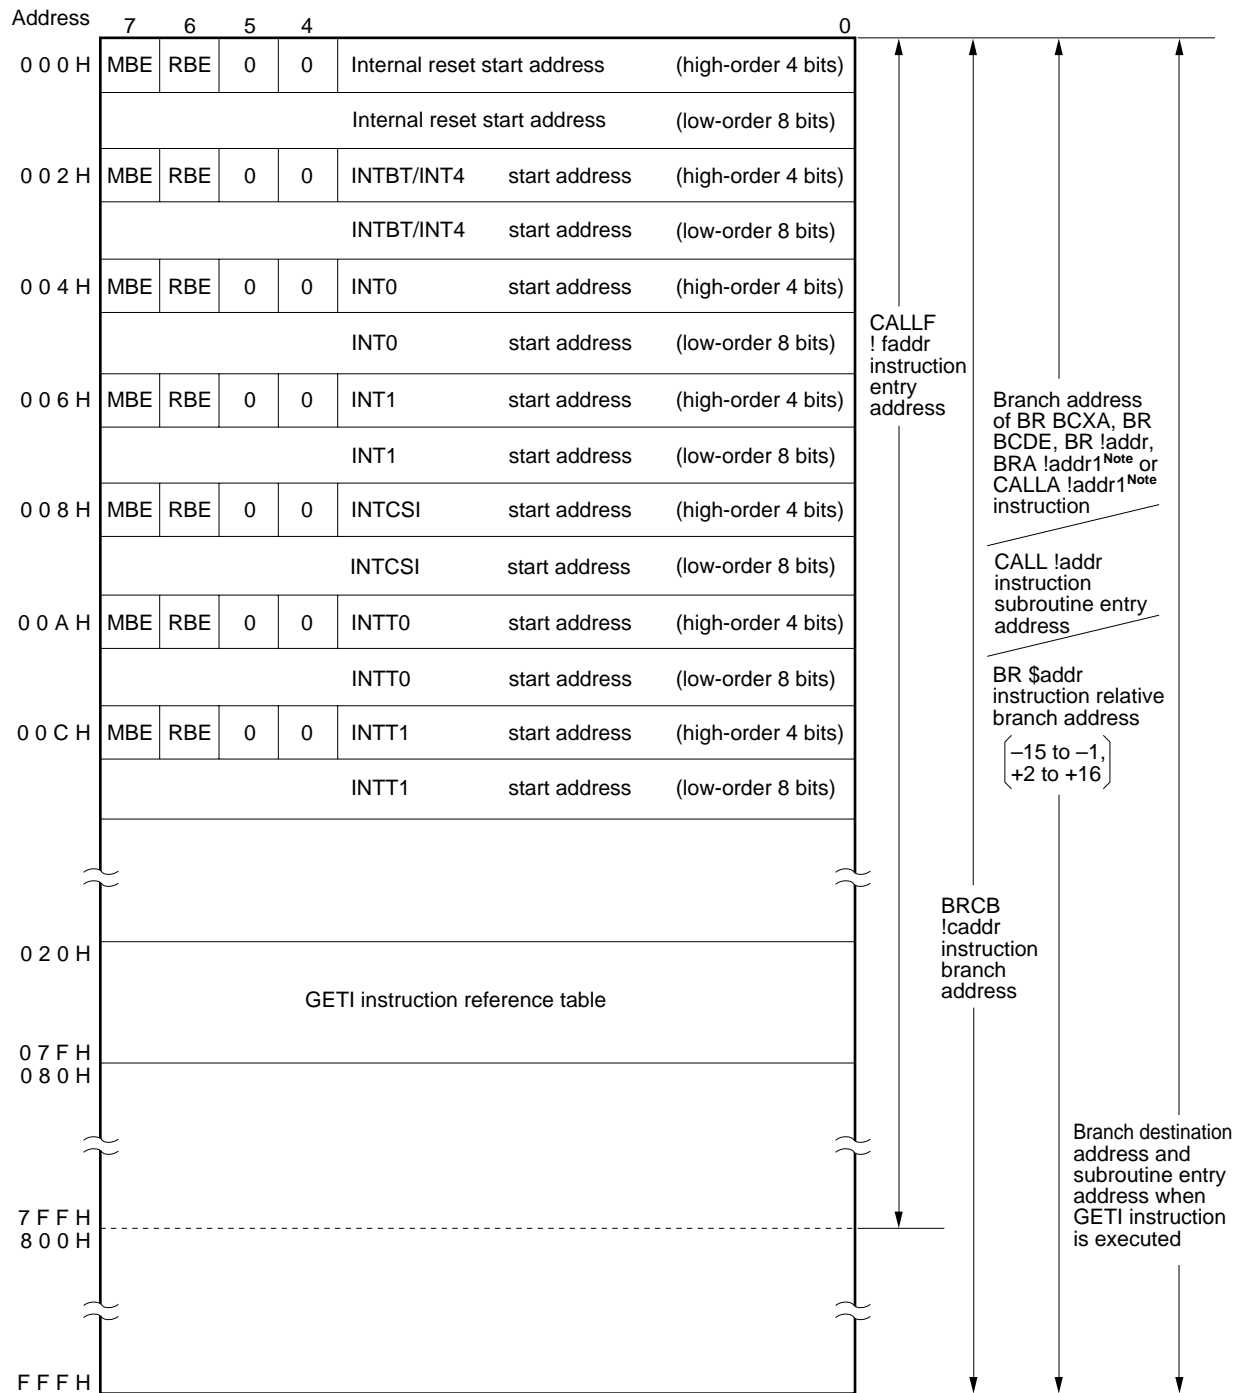 Address
7 6 5 4 0
0 0 0 H MBE RBE 0 0 Internal reset start address (high-order 4 bits)
Internal reset start address (low-order 8 bits)
0 0 2 H MBE RBE 0 0 INTBT/INT4 start address (high-order 4 bits)
INTBT/INT4 start address (low-order 8 bits)
0 0 4 H MBE RBE 0 0 INT0 start address (high-order 4 bits)
INT0 start address (low-order 8 bits)
0 0 6 H MBE RBE 0 0 INT1 start address (high-order 4 bits)
INT1 start address (low-order 8 bits)
0 0 8 H MBE RBE 0 0 INTCSI start address (high-order 4 bits)
INTCSI start address (low-order 8 bits)
0 0 A H MBE RBE 0 0 INTT0 start address (high-order 4 bits)
INTT0 start address (low-order 8 bits)
0 0 C H MBE RBE 0 0 INTT1 start address (high-order 4 bits)
INTT1 start address (low-order 8 bits)
0 2 0 H
GETI instruction reference table
0 7 F H
0 8 0 H
7 F F H
8 0 0 H
F F F H
CALLF
! faddr
instruction
entry
address
BRCB
!caddr
instruction
branch
address
Branch address
of BR BCXA, BR
BCDE, BR !addr,
BRA !addr1Note or
CALLA !addr1Note
instruction
CALL !addr
instruction
subroutine entry
address
BR $addr
instruction relative
branch address
–15 to –1,
+2 to +16
Branch destination
address and
subroutine entry
address when
GETI instruction
is executed